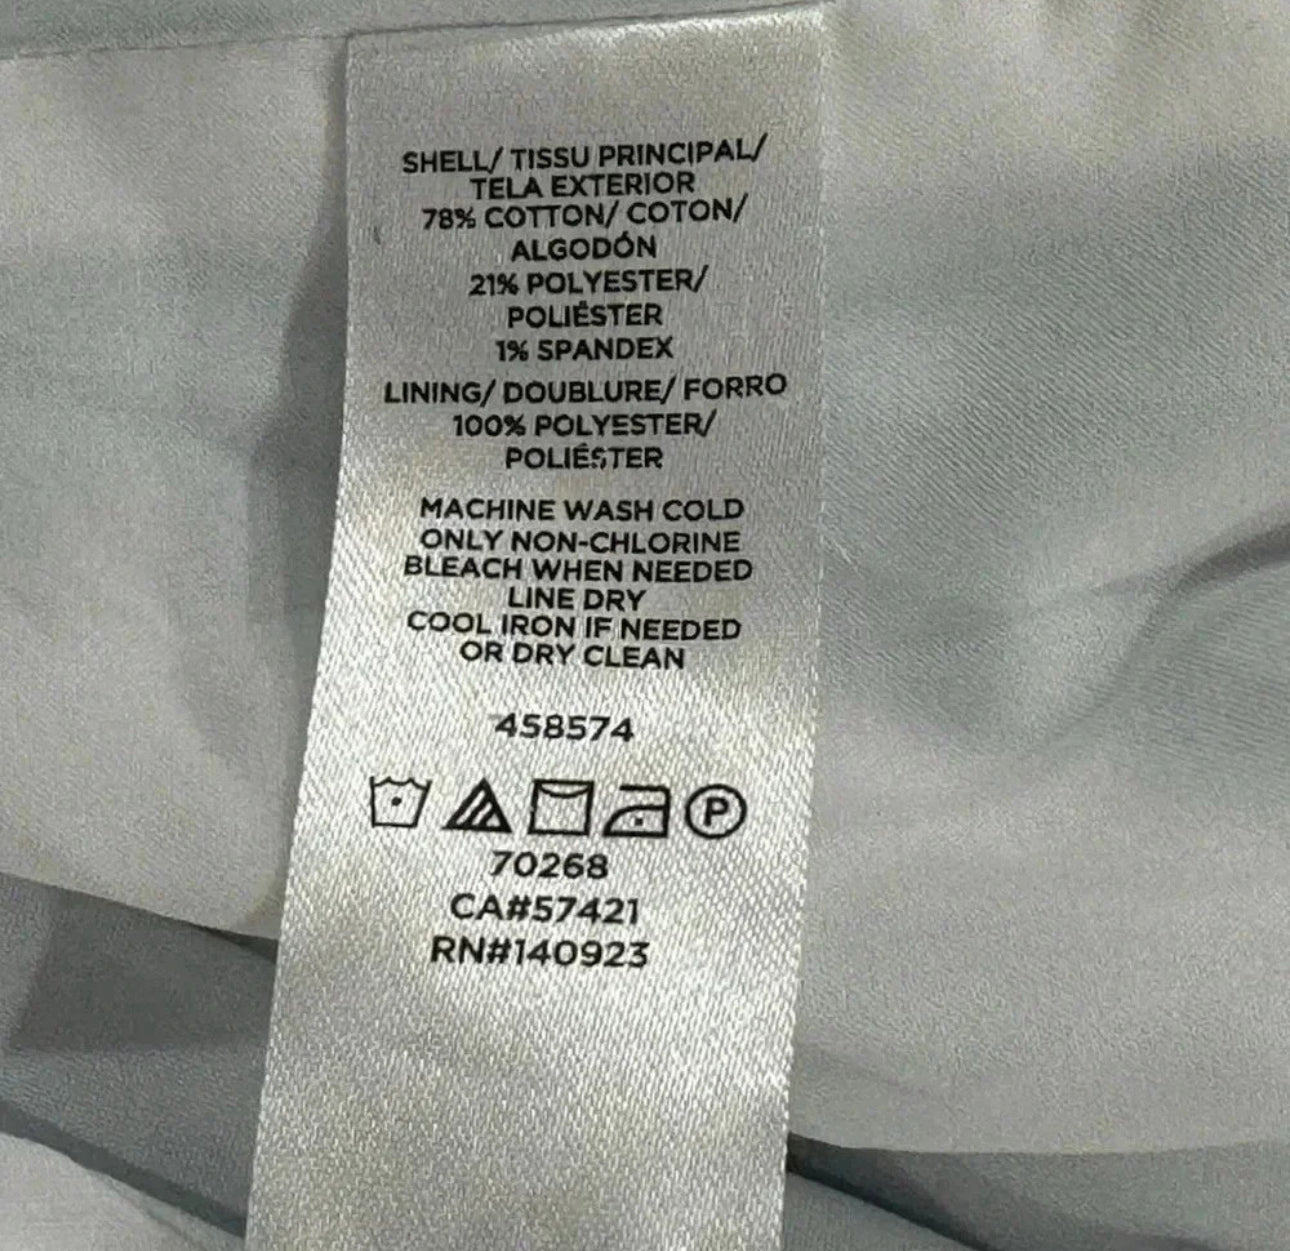 SHELL/ TISSU PRINCIPAL/
TELA EXTERIOR
78% COTTON/ COTON/
ALGODÓN
21% POLYESTER/
POLIÉSTER
1% SPANDEX
LINING/ DOUBLURE/ FORRO
100% POLYESTER/
POLIÉSTER
MACHINE WASH COLD
ONLY NON-CHLORINE
BLEACH WHEN NEEDED
LINE DRY
COOL IRON IF NEEDED
OR DRY CLEAN
458574
P
70268
CA#57421
RN#140923